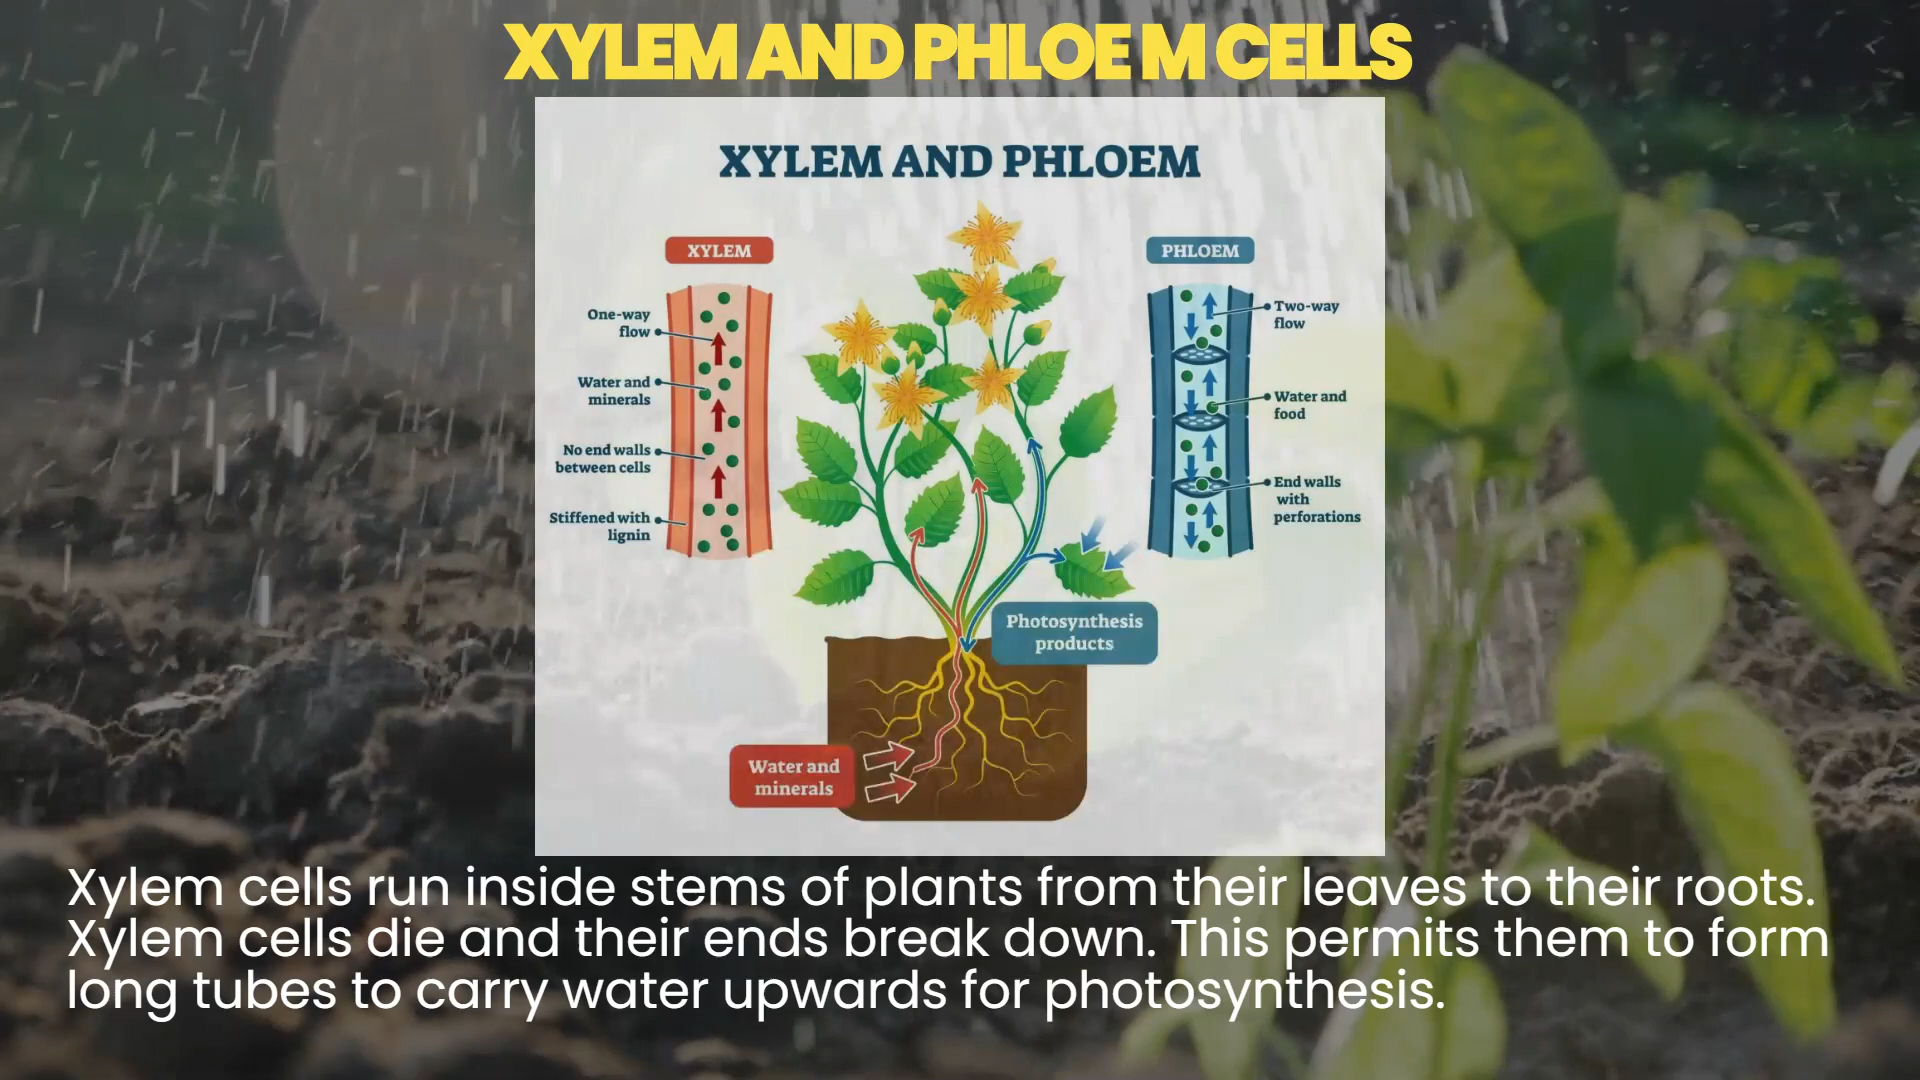 XYLEM AND PHLOE M CELLS
XYLEM AND PHLOEM
XYLEM
One-way
flow
Water and
minerals
No end walls
between cells
Stiffened with
lignin
PHLOEM
Two-way
flow
Water and
food
End walls
with
perforations
Photosynthesis
products
Water and
minerals
Xylem cells run inside stems of plants from their leaves to their roots.
Xylem cells die and their ends break down. This permits them to form
long tubes to carry water upwards for photosynthesis.